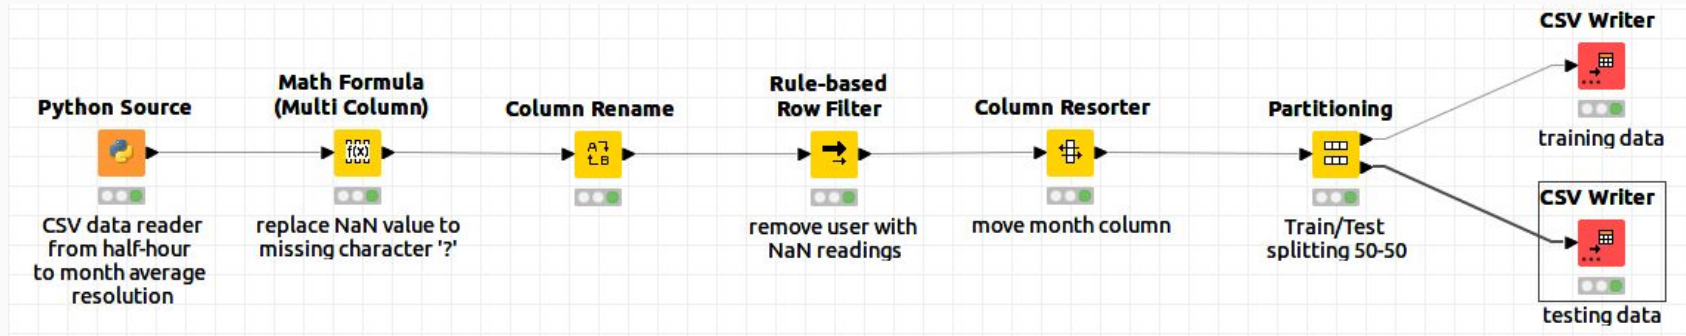 Python Source
CSV data reader
from half-hour
to month average
resolution
Math Formula
(Multi Column)
f(x)
replace NaN value to
missing character '?'
Column Rename
A
B
Rule-based
Row Filter
remove user with
NaN readings
Column Resorter
move month column
Partitioning
Train/Test
splitting 50-50
CSV Writer
training data
CSV Writer
testing data